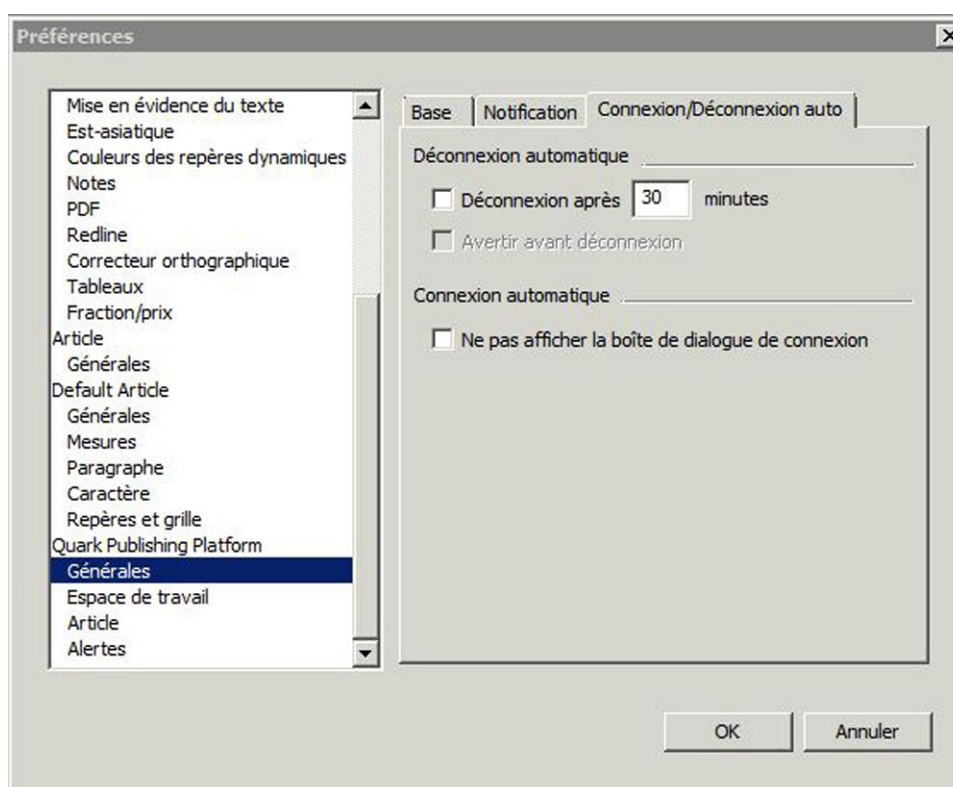 Préférences
Mise en évidence du texte
Est-asiatique
Couleurs des repères dynamiques
Notes
PDF
Redline
Correcteur orthographique
Tableaux
Fraction/prix
Article
Générales
Default Article
Générales
Mesures
Paragraphe
Caractère
Repères et grille
Quark Publishing Platform
Générales
Espace de travail
Article
Alertes
Base Notification Connexion/Déconnexion auto
Déconnexion automatique
Déconnexion après 30 minutes
Avertir avant déconnexion
Connexion automatique
Ne pas afficher la boîte de dialogue de connexion
OK Annuler